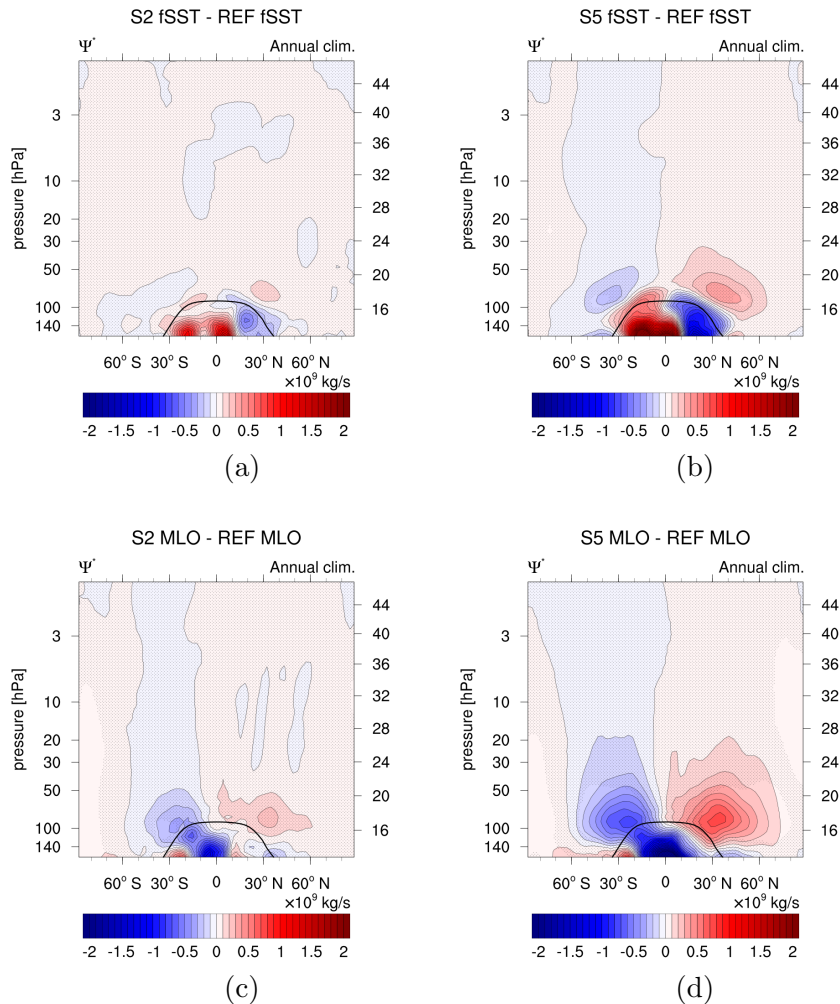 S2 fSST - REF fSST
Ψ* Annual clim.
pressure [hPa]
3
10
20
30
50
100
140
44
40
36
32
28
24
20
16
60° S 30° S 0 30° N 60° N
×10⁹ kg/s
-2 -1.5 -1 -0.5 0 0.5 1 1.5 2
(a)
S5 fSST - REF fSST
Ψ* Annual clim.
pressure [hPa]
3
10
20
30
50
100
140
44
40
36
32
28
24
20
16
60° S 30° S 0 30° N 60° N
×10⁹ kg/s
-2 -1.5 -1 -0.5 0 0.5 1 1.5 2
(b)
S2 MLO - REF MLO
Ψ* Annual clim.
pressure [hPa]
3
10
20
30
50
100
140
44
40
36
32
28
24
20
16
60° S 30° S 0 30° N 60° N
×10⁹ kg/s
-2 -1.5 -1 -0.5 0 0.5 1 1.5 2
(c)
S5 MLO - REF MLO
Ψ* Annual clim.
pressure [hPa]
3
10
20
30
50
100
140
44
40
36
32
28
24
20
16
60° S 30° S 0 30° N 60° N
×10⁹ kg/s
-2 -1.5 -1 -0.5 0 0.5 1 1.5 2
(d)